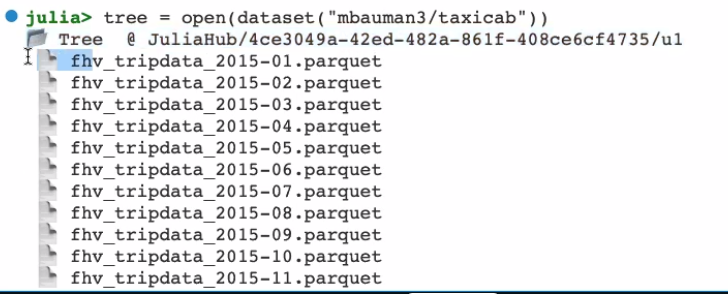 julia> tree = open(dataset("mbauman3/taxicab"))
Tree @ JuliaHub/4ce3049a-42ed-482a-861f-408ce6cf4735/u1
fhv_tripdata_2015-01.parquet
fhv_tripdata_2015-02.parquet
fhv_tripdata_2015-03.parquet
fhv_tripdata_2015-04.parquet
fhv_tripdata_2015-05.parquet
fhv_tripdata_2015-06.parquet
fhv_tripdata_2015-07.parquet
fhv_tripdata_2015-08.parquet
fhv_tripdata_2015-09.parquet
fhv_tripdata_2015-10.parquet
fhv_tripdata_2015-11.parquet